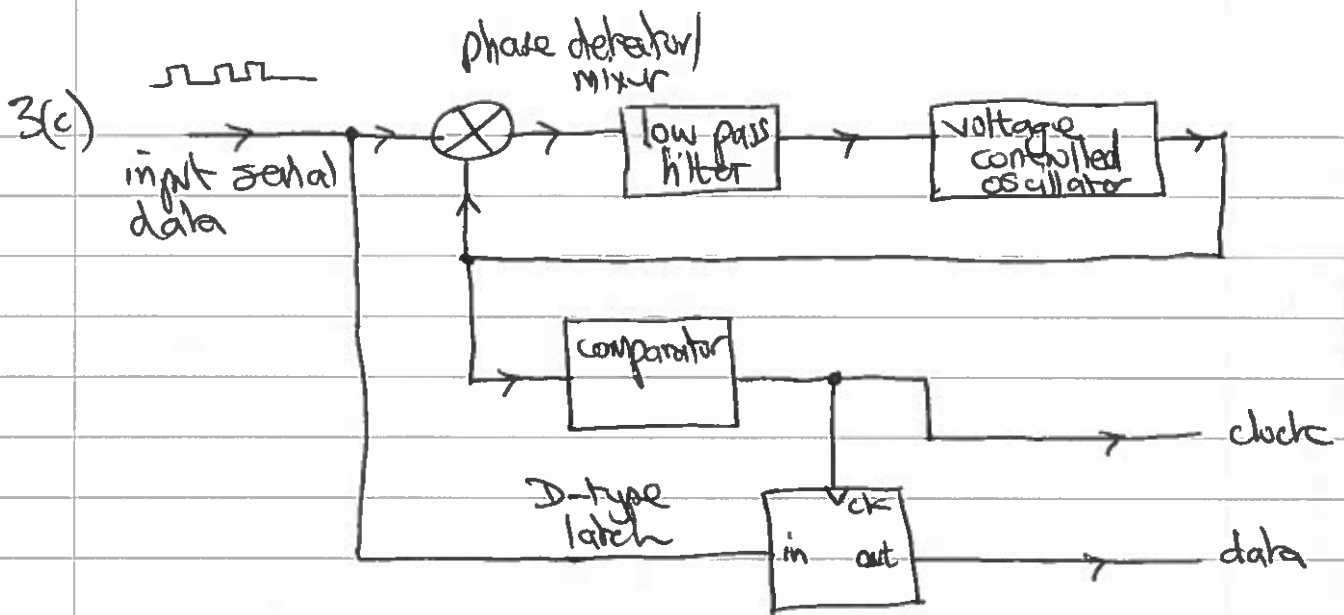 3(c)
phase detector/
mixer
input serial
data
low pass
filter
voltage
controlled
oscillator
comparator
clock
D-type
latch
ck
in out
data